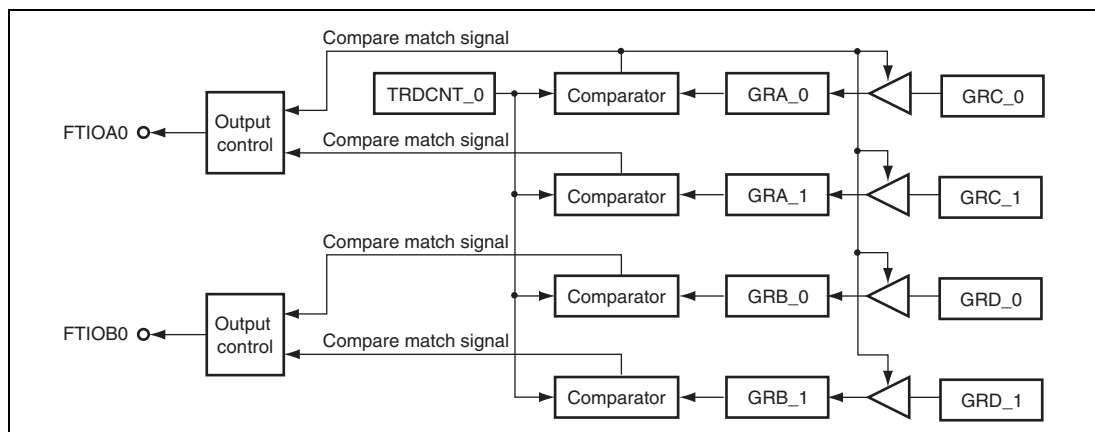 Compare match signal
TRDCNT_0
Comparator
GRA_0
GRC_0
FTIOA0
Output
control
Compare match signal
Comparator
GRA_1
GRC_1
Compare match signal
Comparator
GRB_0
GRD_0
FTIOB0
Output
control
Compare match signal
Comparator
GRB_1
GRD_1